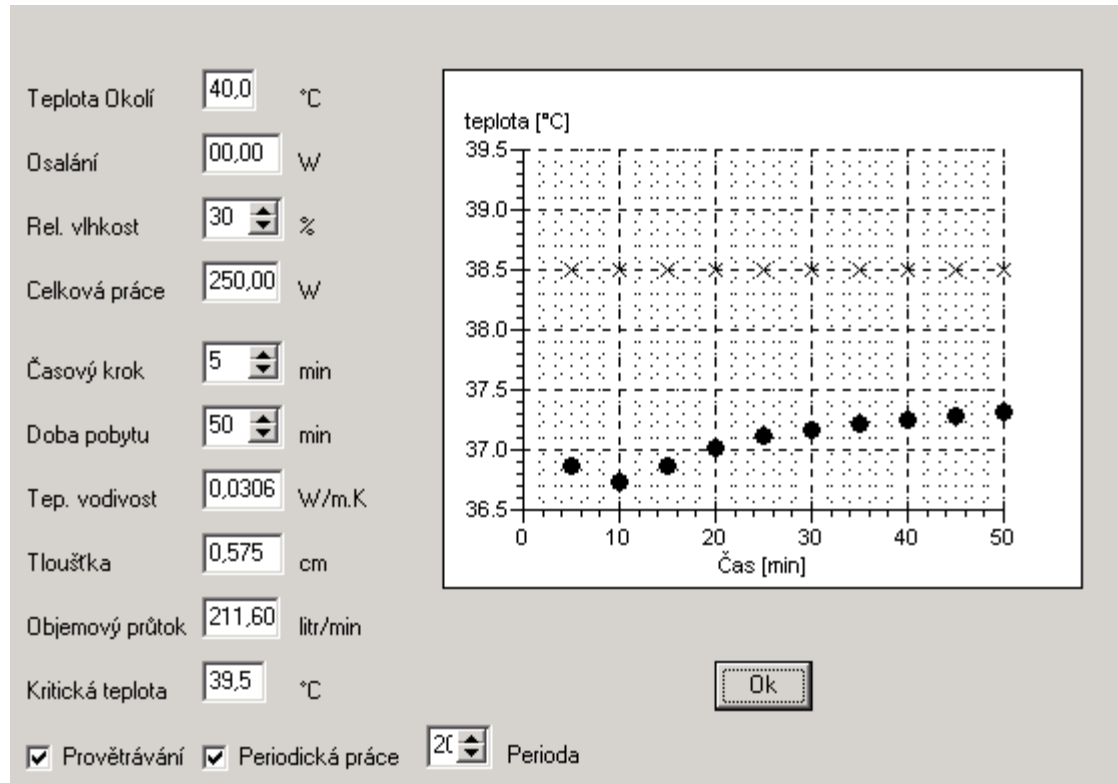 Teplota Okolí 40,0 °C
Osalání 00,00 W
Rel. vlhkost 30 %
Celková práce 250,00 W
Časový krok 5 min
Doba pobytu 50 min
Tep. vodivost 0,0306 W/m.K
Tloušťka 0,575 cm
Objemový průtok 211,60 litr/min
Kritická teplota 39,5 °C
Provětrávání Periodická práce 20 Perioda
teplota [°C]
39.5
39.0
38.5
38.0
37.5
37.0
36.5
0 10 20 30 40 50
Čas [min]
Ok